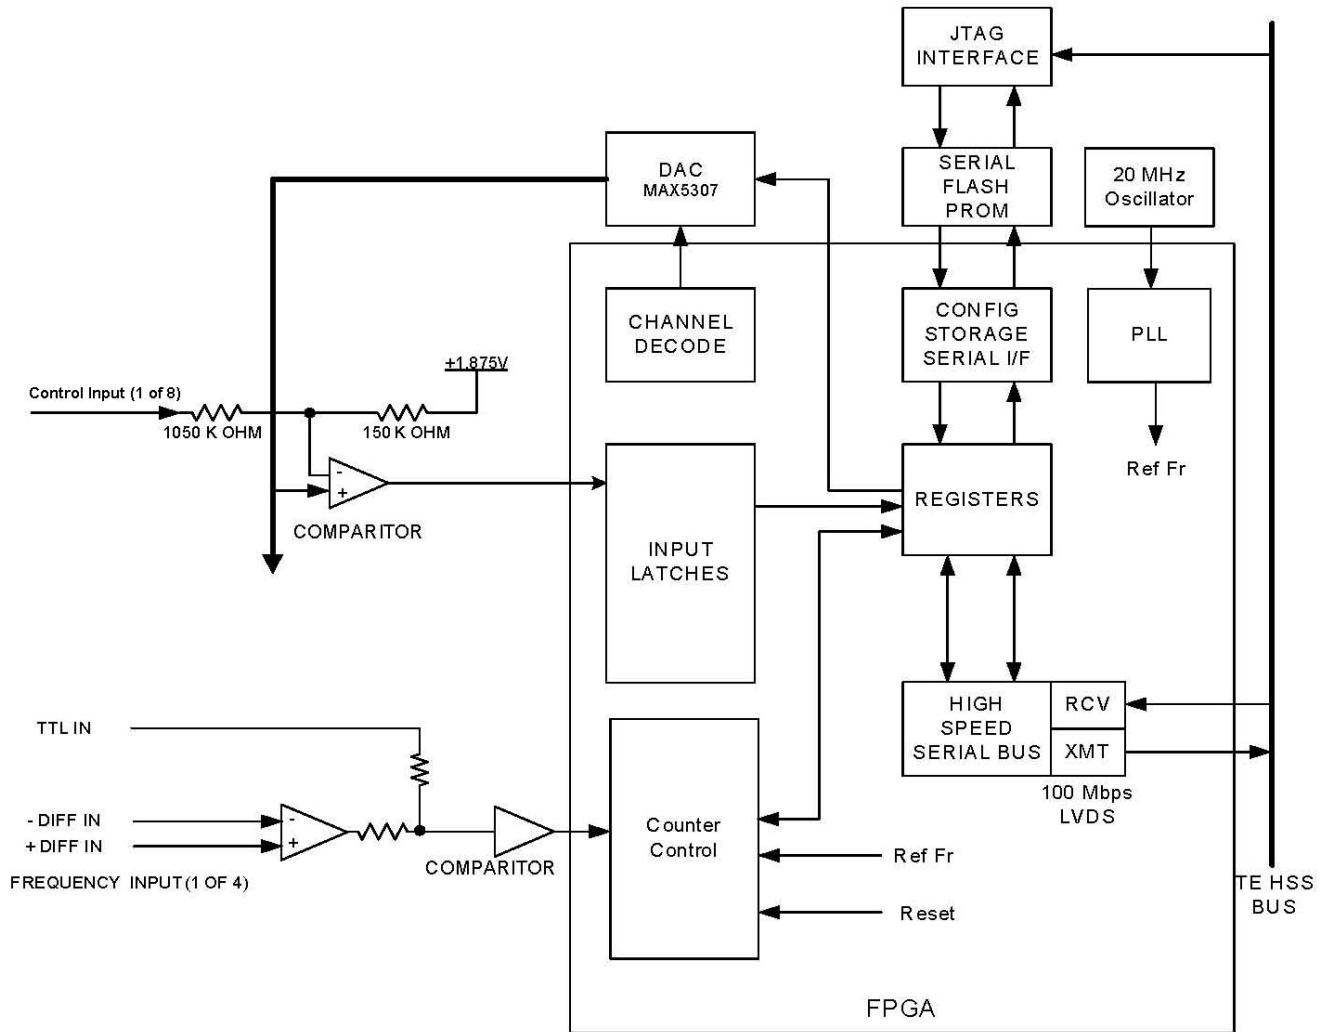 JTAG
INTERFACE
DAC
MAX5307
SERIAL
FLASH
PROM
20 MHz
Oscillator
CHANNEL
DECODE
CONFIG
STORAGE
SERIAL I/F
PLL
+1.875V
Control Input (1 of 8)
1050 K OHM
150 K OHM
Ref Fr
-
+
COMPARITOR
REGISTERS
INPUT
LATCHES
HIGH
SPEED
SERIAL BUS
RCV
XMT
100 Mbps
LVDS
TTL IN
- DIFF IN
+ DIFF IN
-
+
FREQUENCY INPUT (1 OF 4)
COMPARITOR
Counter
Control
Ref Fr
Reset
TE HSS
BUS
FPGA